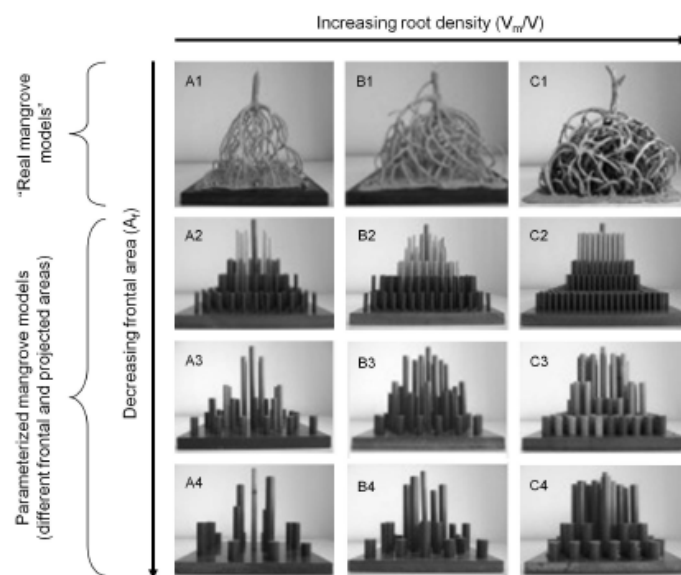 Increasing root density (Vm/V)
"Real mangrove
models"
Parameterized mangrove models
(different frontal and projected areas)
Decreasing frontal area (Af)
A1 B1 C1
A2 B2 C2
A3 B3 C3
A4 B4 C4